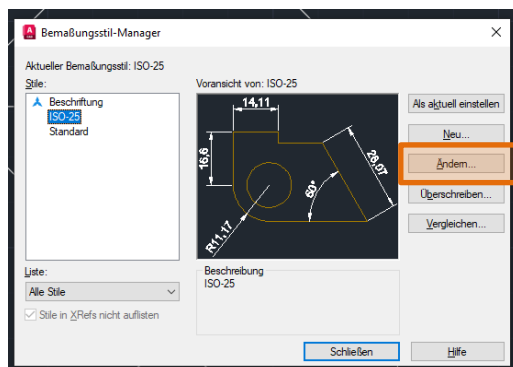 Bemaßungsstil-Manager
Aktueller Bemaßungsstil: ISO-25
Stile:
Beschriftung
ISO-25
Standard
Voransicht von: ISO-25
14,11
16,6
28,07
60°
R11,17
Als aktuell einstellen
Neu...
Ändern...
Überschreiben...
Vergleichen...
Liste:
Alle Stile
Stile in XRefs nicht auflisten
Beschreibung
ISO-25
Schließen
Hilfe